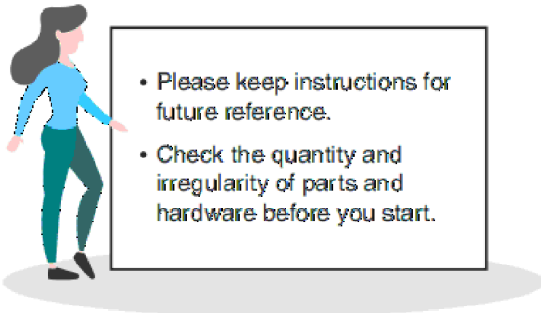 • Please keep instructions for
future reference.
• Check the quantity and
irregularity of parts and
hardware before you start.